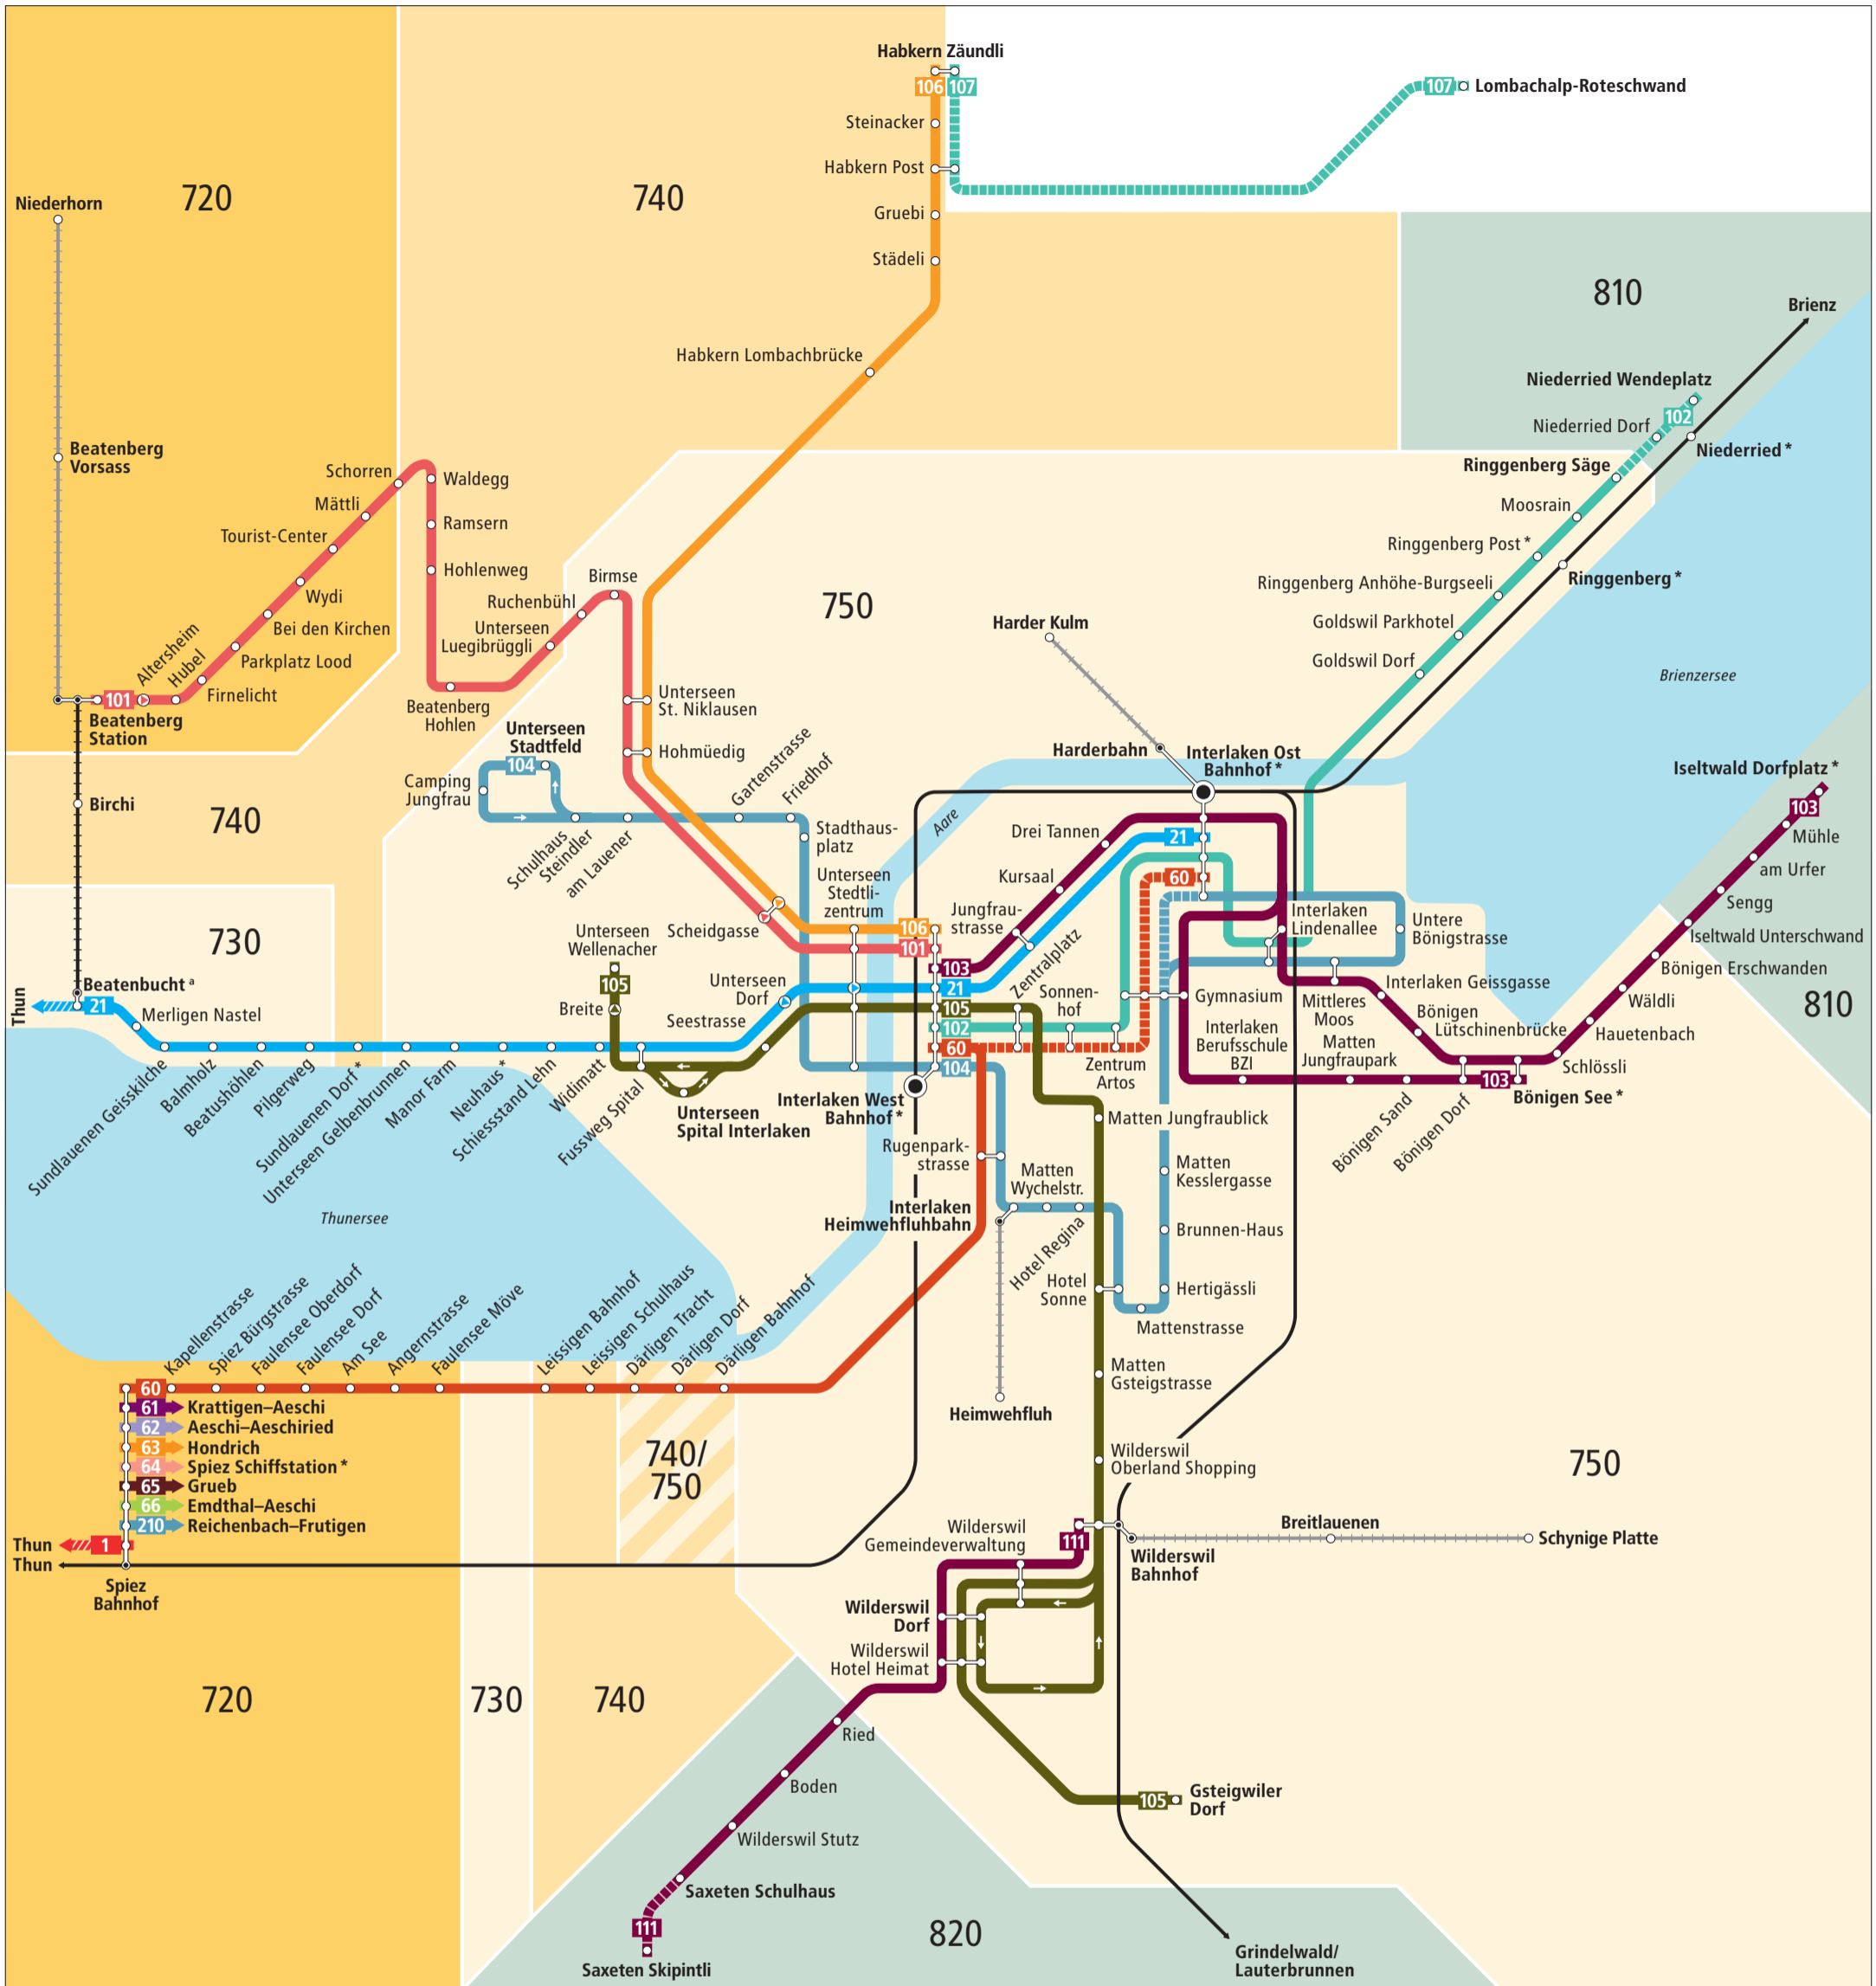 Habkern Zäundli
106
107
107
Lombachalp-Roteschwand
Steinacker
Habkern Post
720
740
Niederhorn
Gruebi
Städeli
810
Brienz
Habkern Lombachbrücke
Niederried Wendeplatz
102
Niederried Dorf
Niederried *
Beatenberg
Vorsass
Ringgenberg Säge
Schorren
Waldegg
Mättli
Moosrain
Ramsern
Tourist-Center
Ringgenberg Post *
Hohlenweg
Birmse
Ringgenberg *
Wydi
Ruchenbühl
750
Ringgenberg Anhöhe-Burgseeli
Bei den Kirchen
Unterseen
Luegibrüggli
Harder Kulm
Goldswil Parkhotel
Altersheim
Hubel
Parkplatz Lood
Goldswil Dorf
Brienzersee
101
Firnelicht
Beatenberg
Station
Beatenberg
Hohlen
Unterseen
St. Niklausen
Unterseen
Stadtfeld
104
Hohmüedig
Harderbahn
Interlaken Ost
Bahnhof *
Iseltwald Dorfplatz *
103
Camping
Jungfrau
Gartenstrasse
Friedhof
Birchi
740
Aare
Drei Tannen
21
Mühle
Stadthaus-
platz
Schulhaus
Steindler
am Lauener
am Urfer
Kursaal
60
Unterseen
Stedtli-
zentrum
Sengg
Jungfrau-
strasse
Interlaken
Lindenallee
Untere
Bönigstrasse
Scheidgasse
106
101
Iseltwald Unterschwand
730
Unterseen
Wellenacher
105
Zentralplatz
103
Bönigen Erschwanden
Beatenbucht ª
Unterseen
Dorf
21
Sonnen-
hof
Gymnasium
Interlaken Geissgasse
Wäldli
810
Thun
21
Merligen Nastel
Breite
Seestrasse
105
102
60
104
Mittleres
Moos
Bönigen
Lütschinenbrücke
Hauetenbach
Interlaken
Berufsschule
BZI
Matten
Jungfraupark
Zentrum
Artos
Schlössli
103
Bönigen See *
Sundlauenen Geisskilche
Balmholz
Beatushöhlen
Pilgerweg
Sundlauenen Dorf *
Unterseen Gelbenbrunnen
Manor Farm
Neuhaus *
Schiessstand Lehn
Widimatt
Fussweg Spital
Unterseen
Spital Interlaken
Interlaken West
Bahnhof *
Matten Jungfraublick
Bönigen Sand
Bönigen Dorf
Rugenpark-
strasse
Matten
Wychelstr.
Matten
Kesslergasse
Thunersee
Interlaken
Heimwehfluhbahn
Brunnen-Haus
Hotel Regina
Hotel
Sonne
Hertigässli
Mattenstrasse
Kapellenstrasse
Spiez Bürgstrasse
Faulensee Oberdorf
Faulensee Dorf
Am See
Angernstrasse
Faulensee Möve
Leissigen Bahnhof
Leissigen Schulhaus
Därligen Tracht
Därligen Dorf
Därligen Bahnhof
60
61 Krattigen–Aeschi
62 Aeschi–Aeschiried
63 Hondrich
64 Spiez Schiffstation *
65 Grueb
66 Emdthal–Aeschi
210 Reichenbach–Frutigen
Thun 1
Thun
Spiez
Bahnhof
740/
750
Matten
Gsteigstrasse
Heimwehfluh
Wilderswil
Oberland Shopping
750
Wilderswil
Gemeindeverwaltung
111
Breitlauenen
Schynige Platte
Wilderswil
Bahnhof
Wilderswil
Dorf
Wilderswil
Hotel Heimat
720
730
740
Ried
Boden
105
Gsteigwiler
Dorf
Wilderswil Stutz
Saxeten Schulhaus
111
820
Saxeten Skipintli
Grindelwald/
Lauterbrunnen